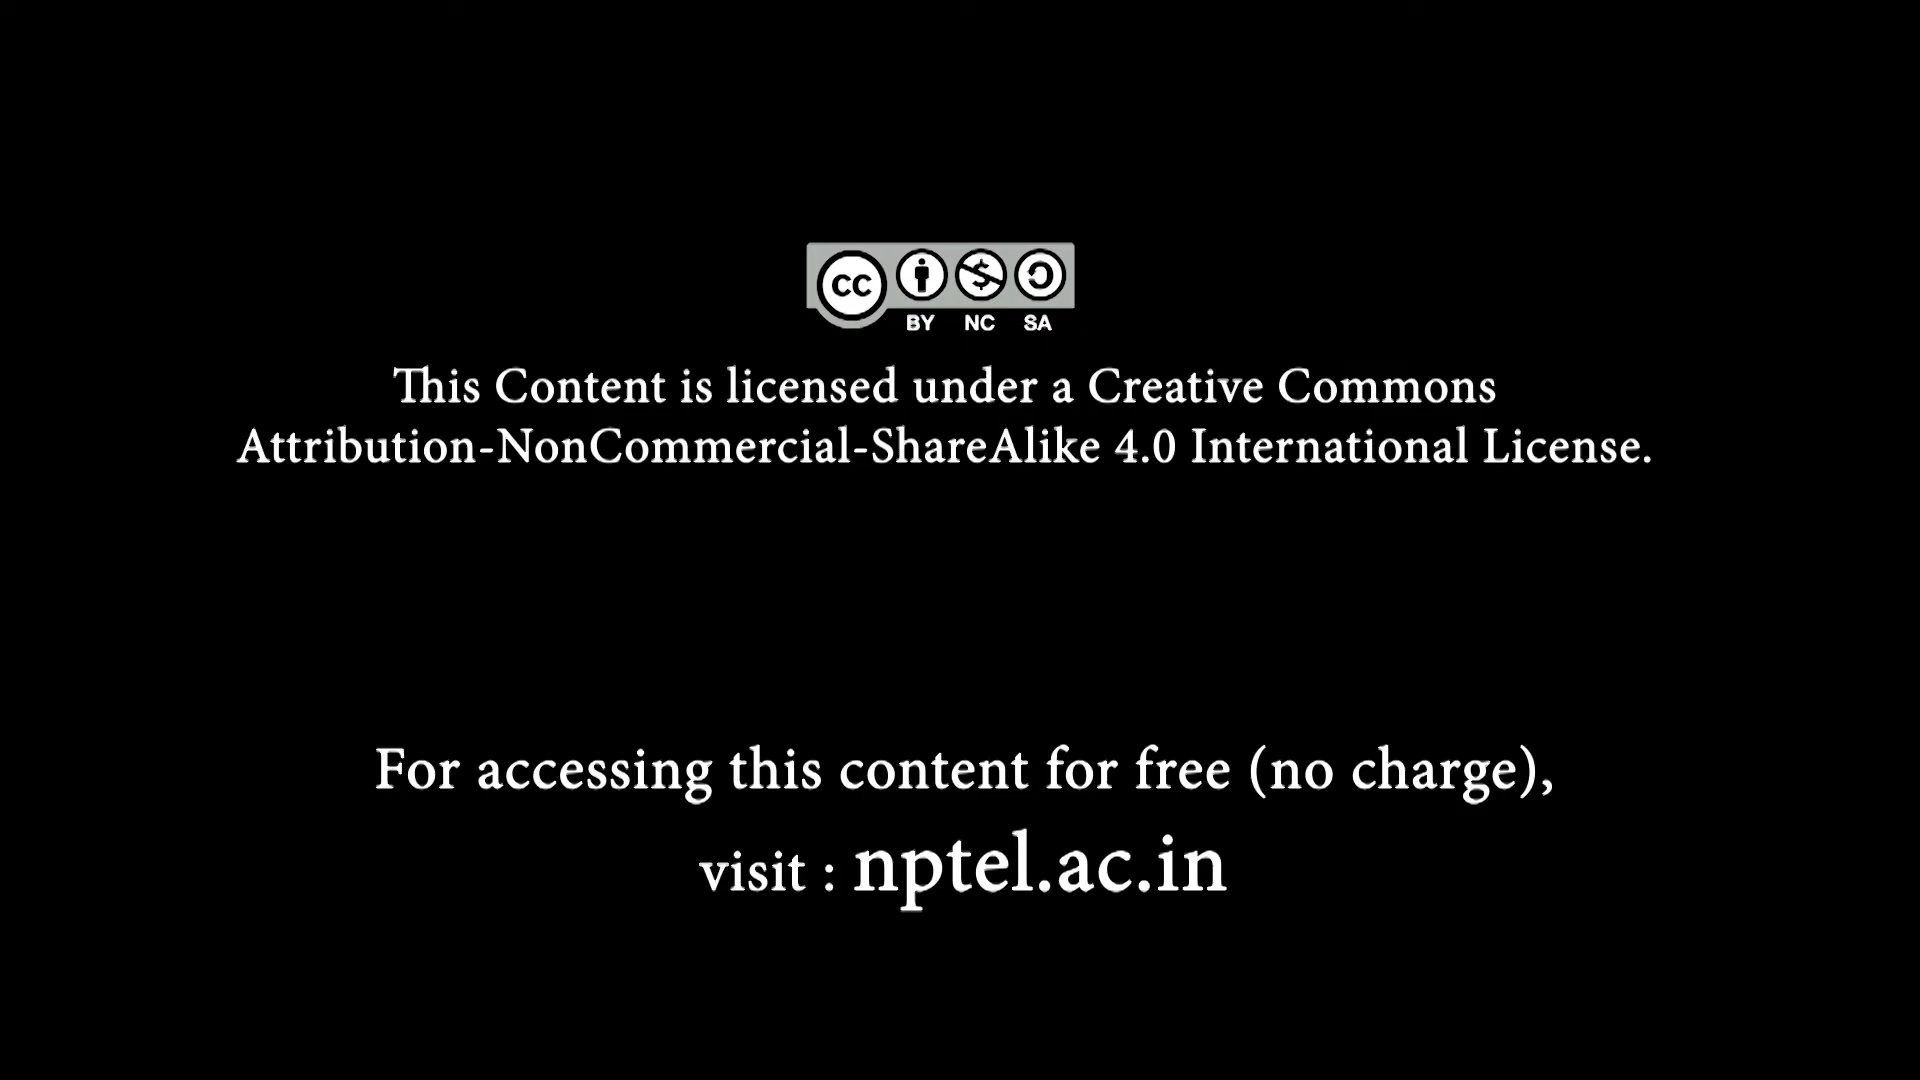 cc
BY NC SA
This Content is licensed under a Creative Commons
Attribution-NonCommercial-ShareAlike 4.0 International License.
For accessing this content for free (no charge),
visit : nptel.ac.in